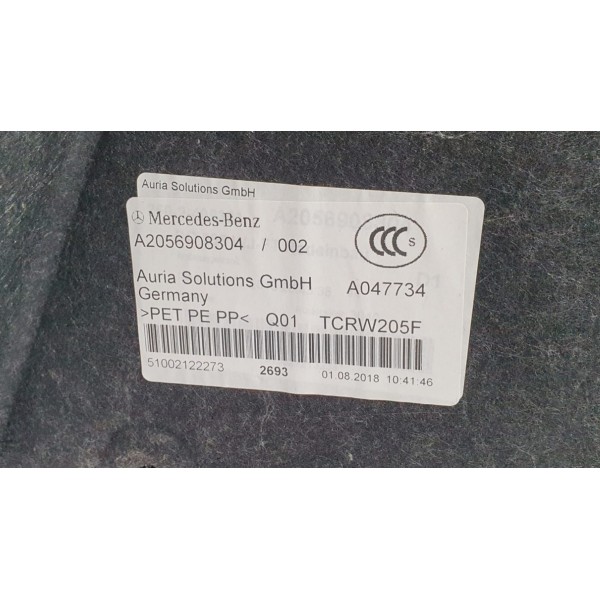 Auria Solutions GmbH
Mercedes-Benz
A2056908304 / 002
CCC S
Auria Solutions GmbH A047734
Germany
>PET PE PP< Q01 TCRW205F
51002122273 2693 01.08.2018 10:41:46